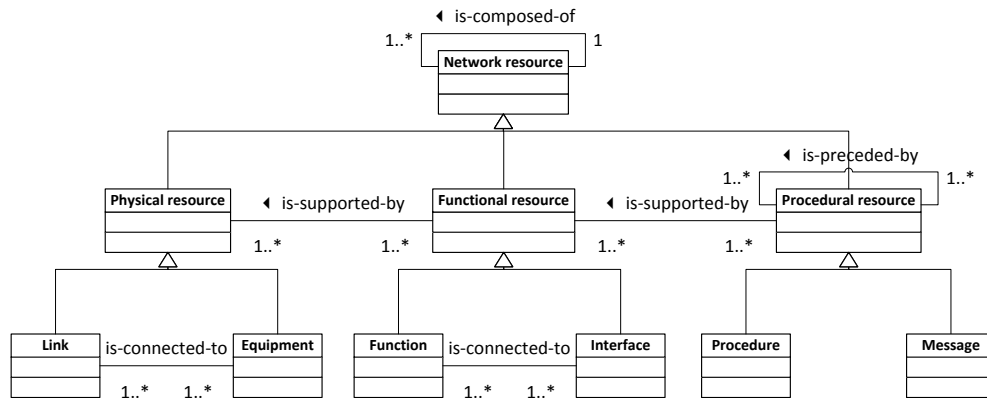 ◄ is-composed-of
1..* 1
Network resource
◄ is-preceded-by
1..* 1..*
Physical resource ◄ is-supported-by Functional resource ◄ is-supported-by Procedural resource
1..* 1..* 1..* 1..*
Link is-connected-to Equipment Function is-connected-to Interface Procedure Message
1..* 1..* 1..* 1..*